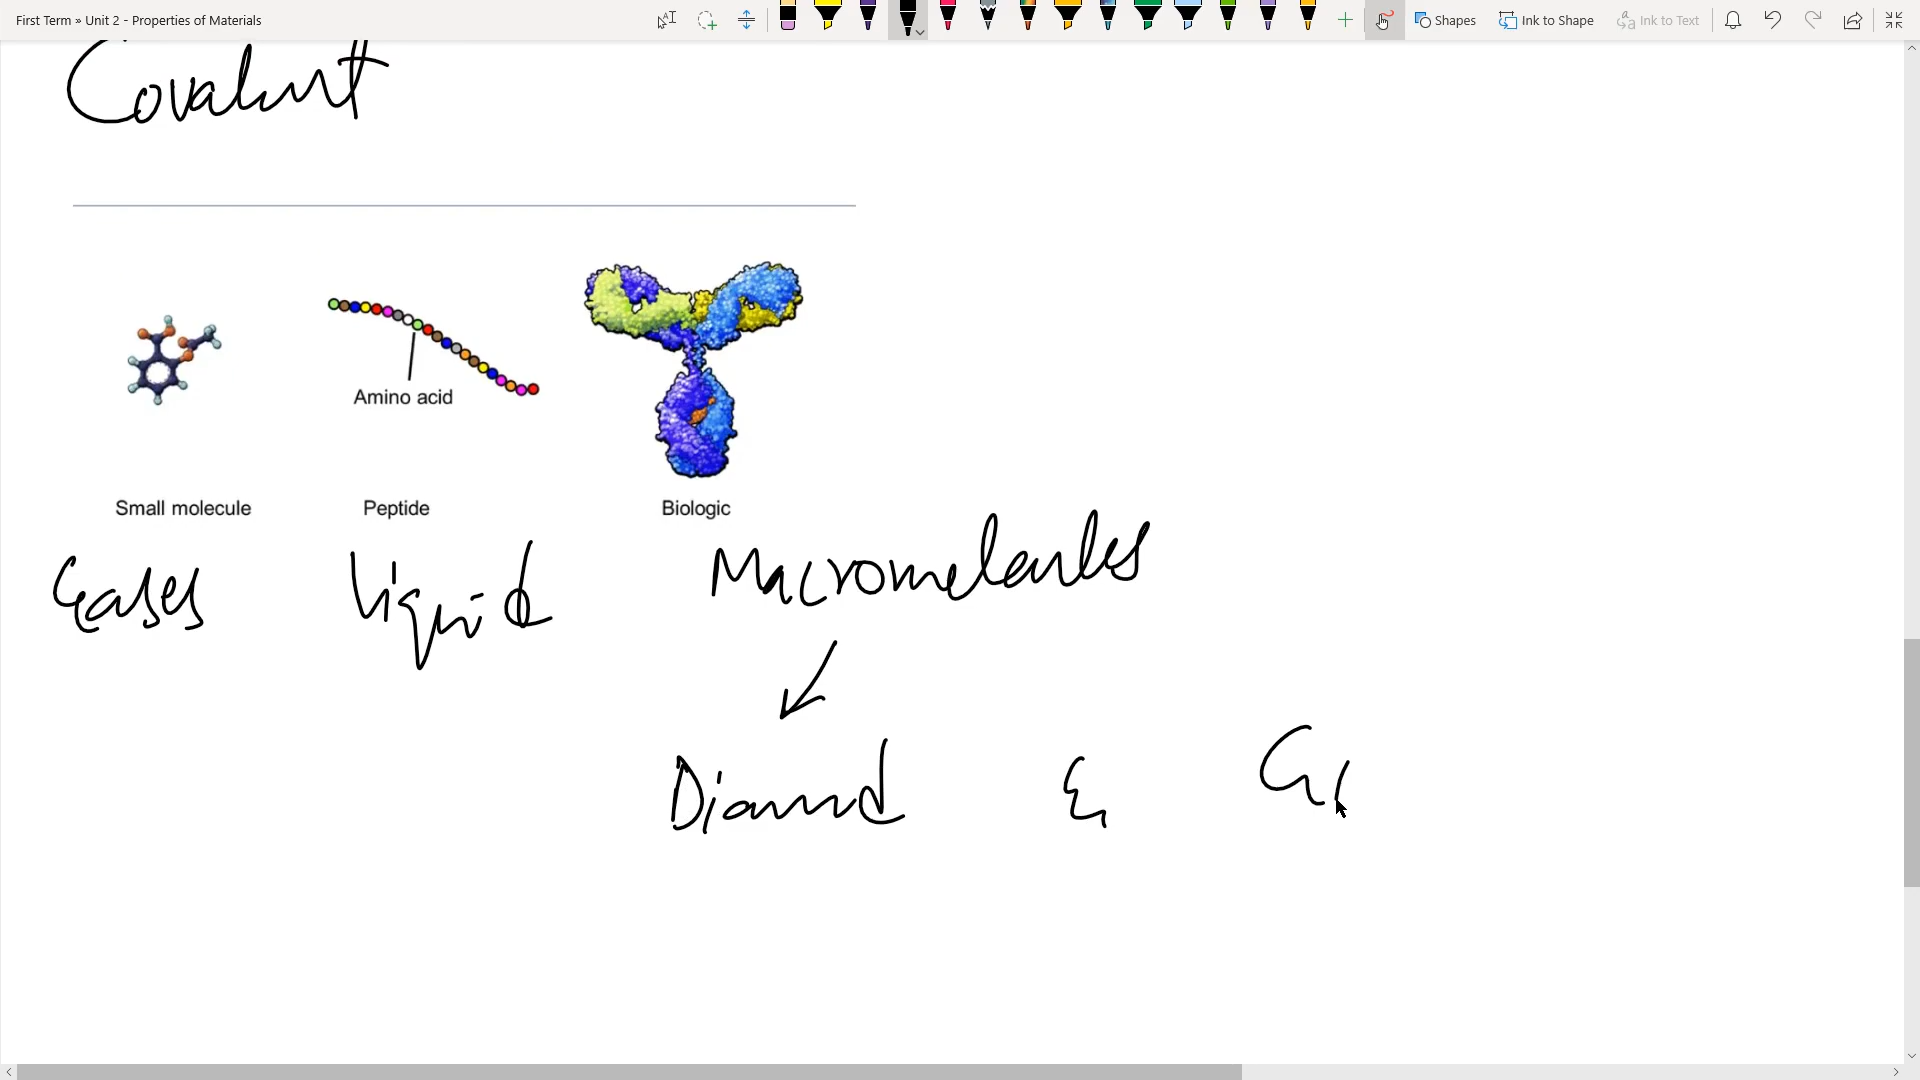 First Term » Unit 2 - Properties of Materials
Shapes
Ink to Shape
Ink to Text
Covalent
Amino acid
Small molecule Peptide Biologic
Gases Liquid Macromolecules
Diamond & Gr